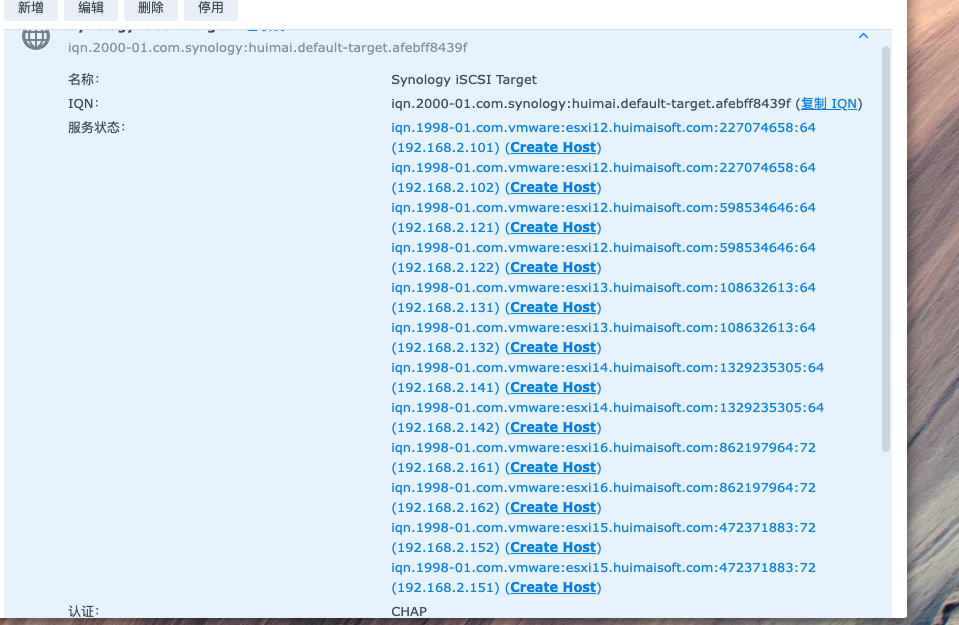 新增 编辑 删除 停用
iqn.2000-01.com.synology:huimai.default-target.afebff8439f
名称: Synology iSCSI Target
IQN: iqn.2000-01.com.synology:huimai.default-target.afebff8439f (复制 IQN)
服务状态: iqn.1998-01.com.vmware:esxi12.huimaisoft.com:227074658:64
(192.168.2.101) (Create Host)
iqn.1998-01.com.vmware:esxi12.huimaisoft.com:227074658:64
(192.168.2.102) (Create Host)
iqn.1998-01.com.vmware:esxi12.huimaisoft.com:598534646:64
(192.168.2.121) (Create Host)
iqn.1998-01.com.vmware:esxi12.huimaisoft.com:598534646:64
(192.168.2.122) (Create Host)
iqn.1998-01.com.vmware:esxi13.huimaisoft.com:108632613:64
(192.168.2.131) (Create Host)
iqn.1998-01.com.vmware:esxi13.huimaisoft.com:108632613:64
(192.168.2.132) (Create Host)
iqn.1998-01.com.vmware:esxi14.huimaisoft.com:1329235305:64
(192.168.2.141) (Create Host)
iqn.1998-01.com.vmware:esxi14.huimaisoft.com:1329235305:64
(192.168.2.142) (Create Host)
iqn.1998-01.com.vmware:esxi16.huimaisoft.com:862197964:72
(192.168.2.161) (Create Host)
iqn.1998-01.com.vmware:esxi16.huimaisoft.com:862197964:72
(192.168.2.162) (Create Host)
iqn.1998-01.com.vmware:esxi15.huimaisoft.com:472371883:72
(192.168.2.152) (Create Host)
iqn.1998-01.com.vmware:esxi15.huimaisoft.com:472371883:72
(192.168.2.151) (Create Host)
认证: CHAP